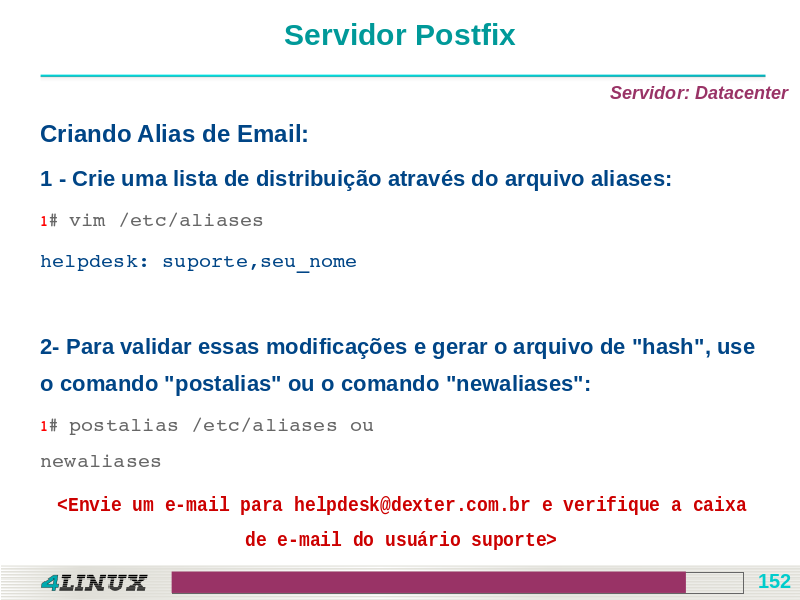 Servidor Postfix
Servidor: Datacenter
Criando Alias de Email:
1 - Crie uma lista de distribuição através do arquivo aliases:
1# vim /etc/aliases
helpdesk: suporte,seu_nome
2- Para validar essas modificações e gerar o arquivo de "hash", use
o comando "postalias" ou o comando "newaliases":
1# postalias /etc/aliases ou
newaliases
<Envie um e-mail para helpdesk@dexter.com.br e verifique a caixa
de e-mail do usuário suporte>
4LINUX
152